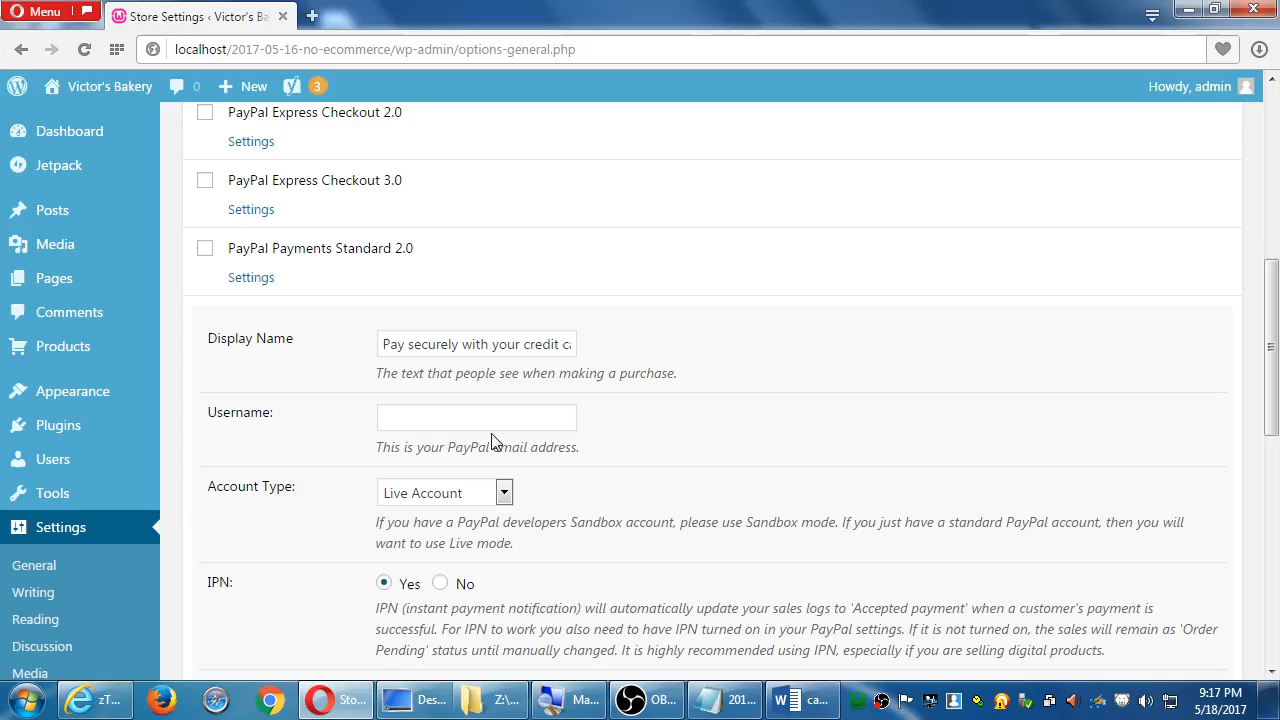 Menu
Store Settings ‹ Victor's Ba
localhost/2017-05-16-no-ecommerce/wp-admin/options-general.php
Victor's Bakery
0
New
3
Howdy, admin
Dashboard
Jetpack
Posts
Media
Pages
Comments
Products
Appearance
Plugins
Users
Tools
Settings
General
Writing
Reading
Discussion
Media
PayPal Express Checkout 2.0
Settings
PayPal Express Checkout 3.0
Settings
PayPal Payments Standard 2.0
Settings
Display Name
Pay securely with your credit ca
The text that people see when making a purchase.
Username:
This is your PayPal email address.
Account Type:
Live Account
If you have a PayPal developers Sandbox account, please use Sandbox mode. If you just have a standard PayPal account, then you will
want to use Live mode.
IPN:
Yes
No
IPN (instant payment notification) will automatically update your sales logs to 'Accepted payment' when a customer's payment is
successful. For IPN to work you also need to have IPN turned on in your PayPal settings. If it is not turned on, the sales will remain as 'Order
Pending' status until manually changed. It is highly recommended using IPN, especially if you are selling digital products.
zT...
Sto...
Des...
Z:\...
Ma...
OB...
201...
ca...
9:17 PM
5/18/2017